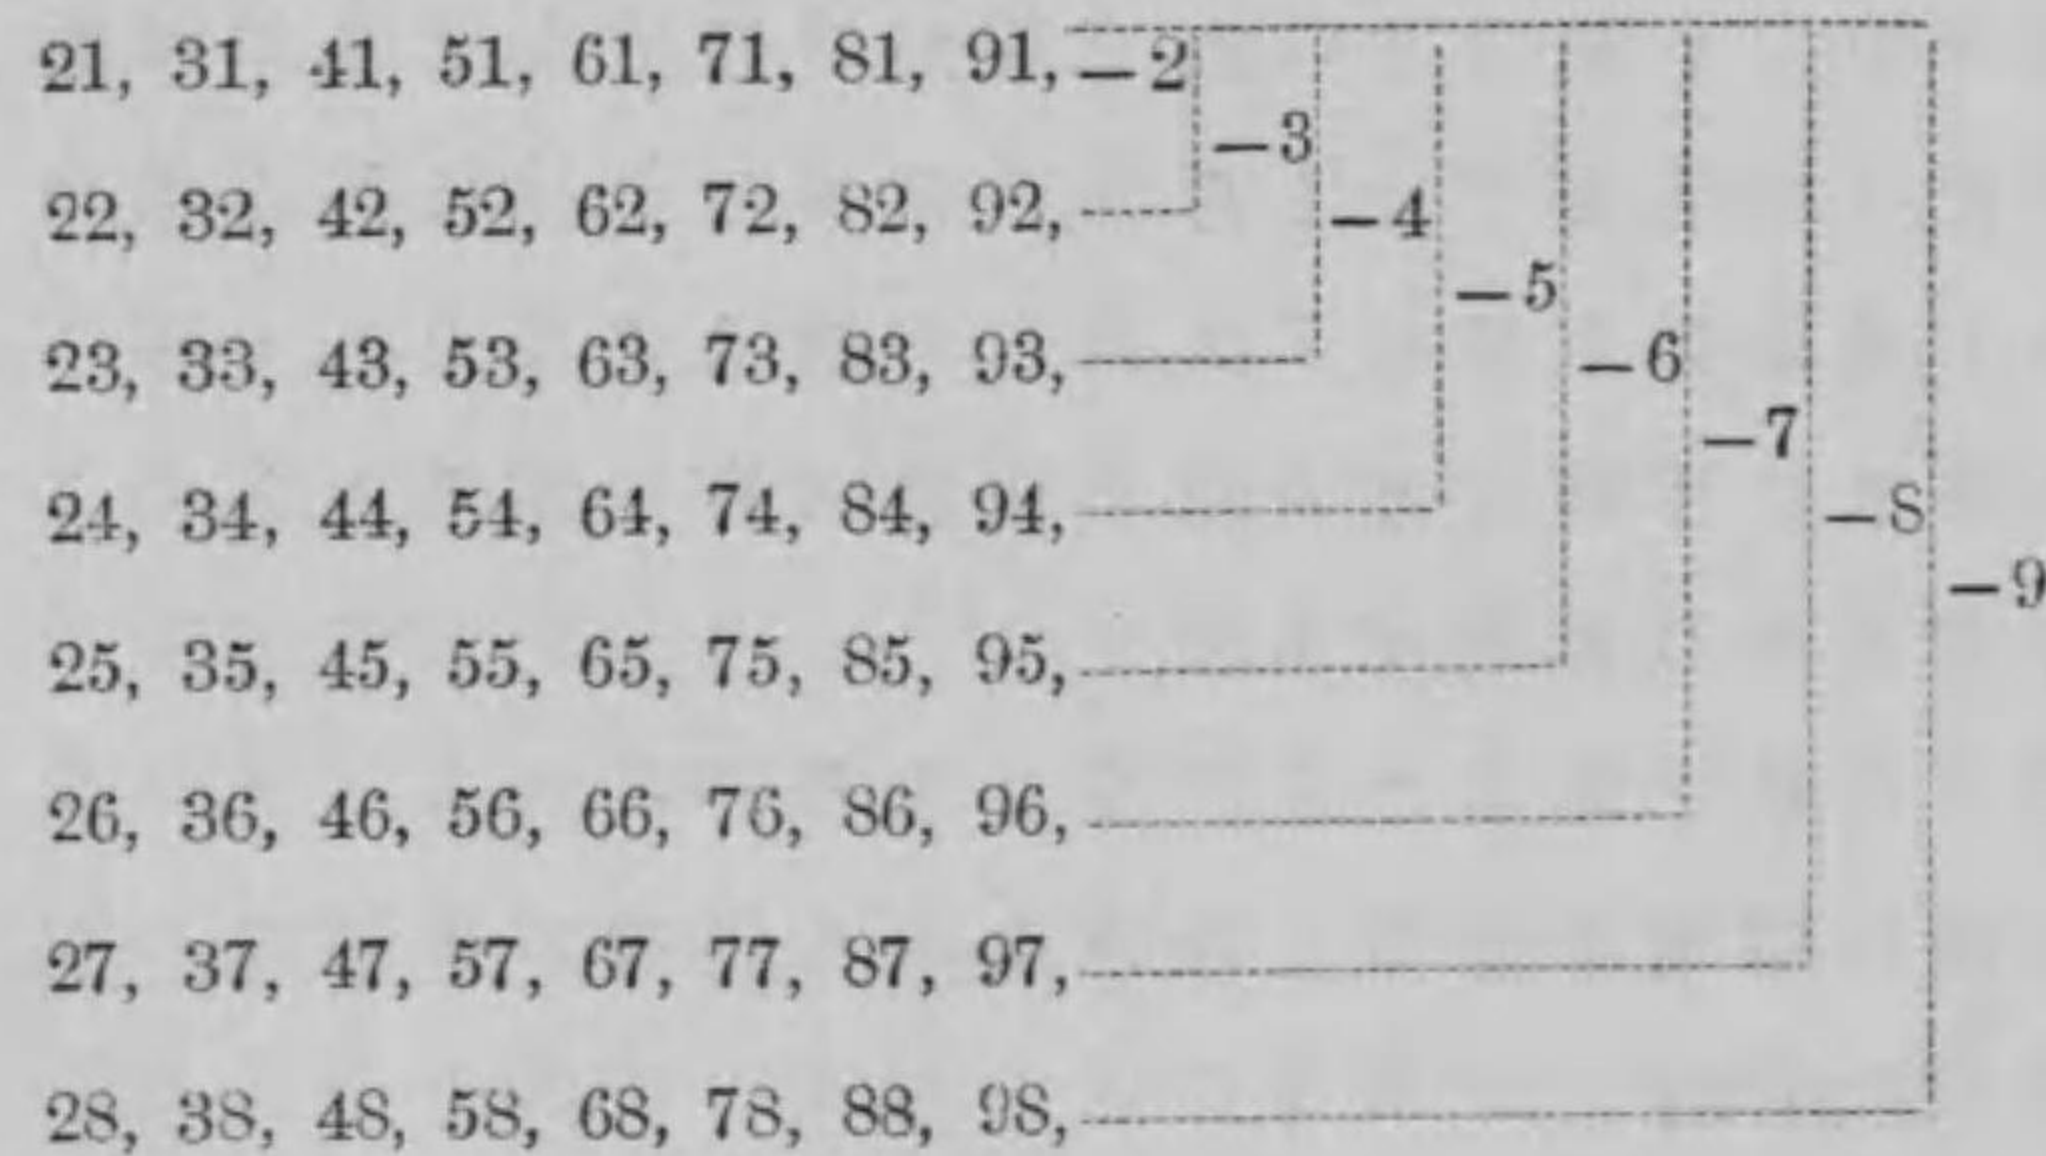 21, 31, 41, 51, 61, 71, 81, 91, —2
—3
22, 32, 42, 52, 62, 72, 82, 92,
—4
—5
23, 33, 43, 53, 63, 73, 83, 93,
—6
—7
24, 34, 44, 54, 64, 74, 84, 94,
—8
—9
25, 35, 45, 55, 65, 75, 85, 95,
26, 36, 46, 56, 66, 76, 86, 96,
27, 37, 47, 57, 67, 77, 87, 97,
28, 38, 48, 58, 68, 78, 88, 98,